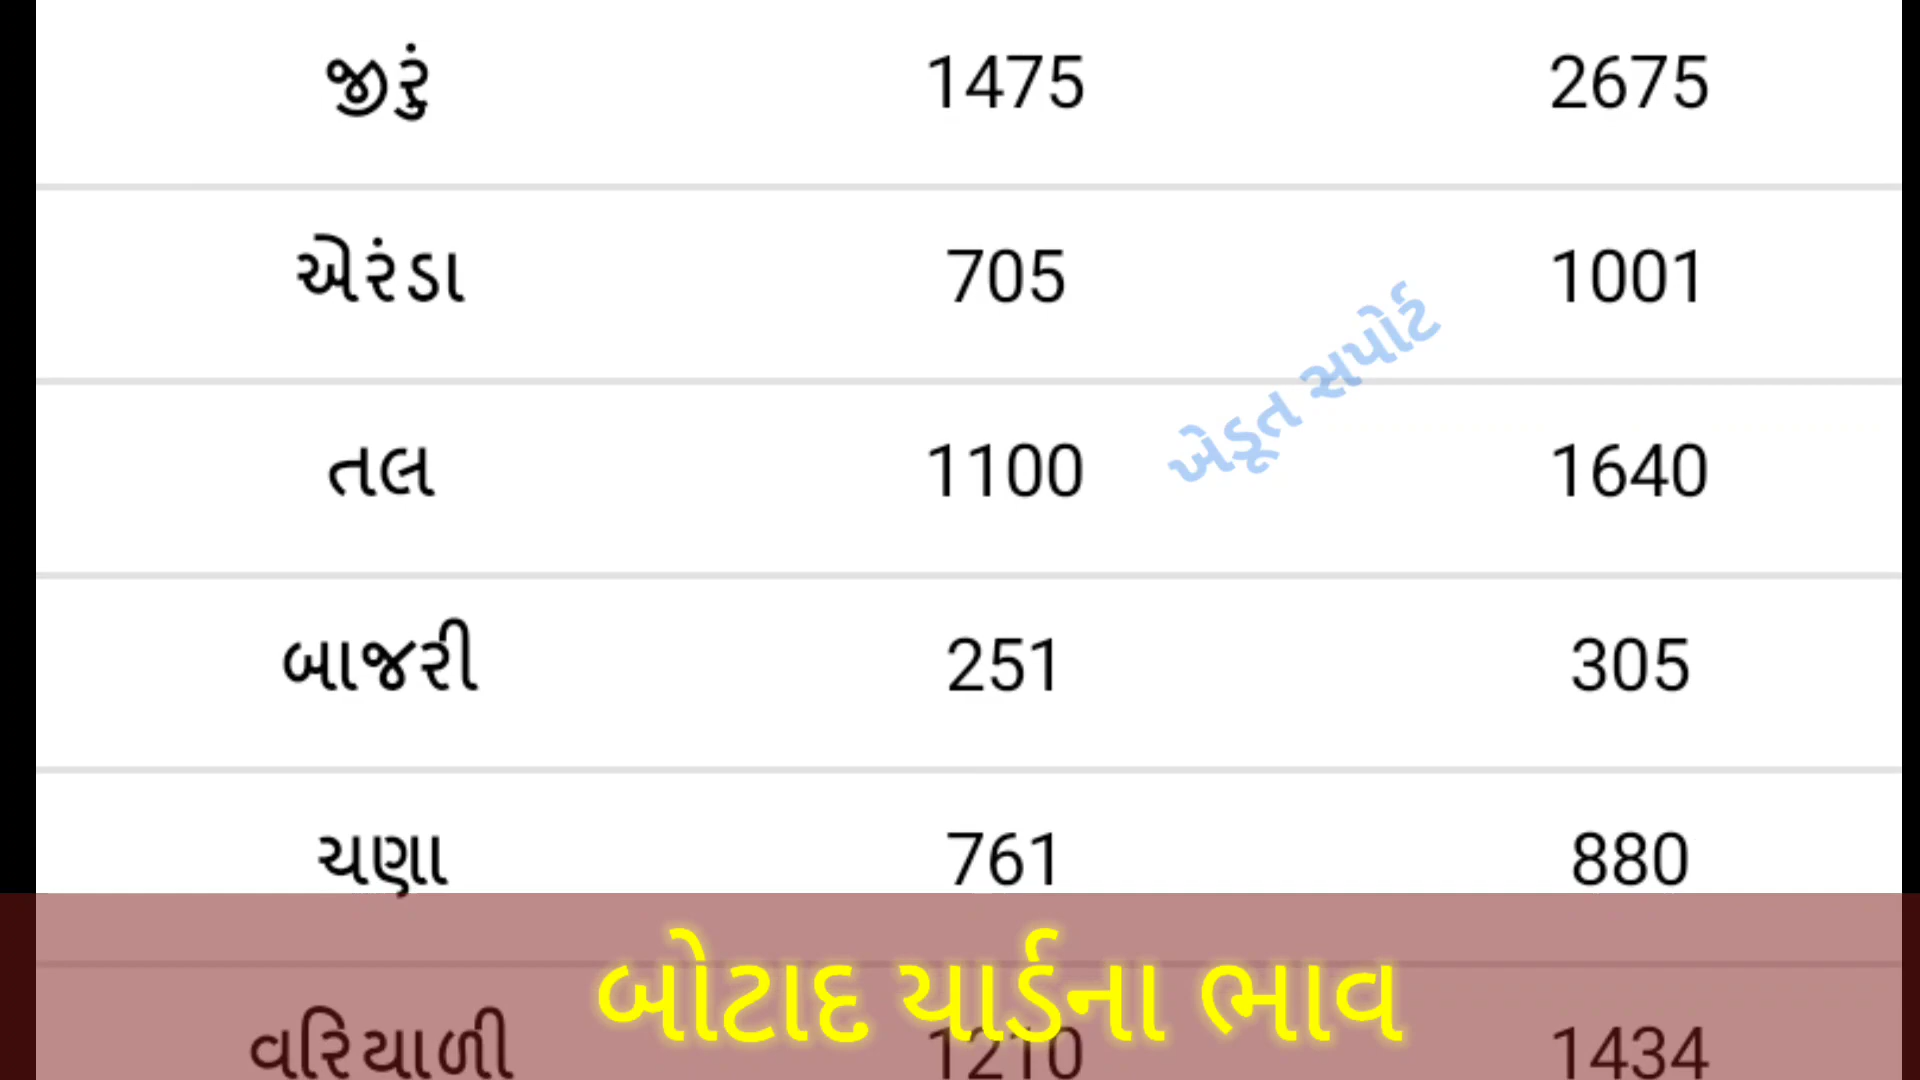 જીરું 1475 2675
એરંડા 705 1001
ખેડૂત સપોર્ટ
તલ 1100 1640
બાજરી 251 305
ચણા 761 880
બોટાદ યાર્ડના ભાવ
વરિયાળી 1210 1434